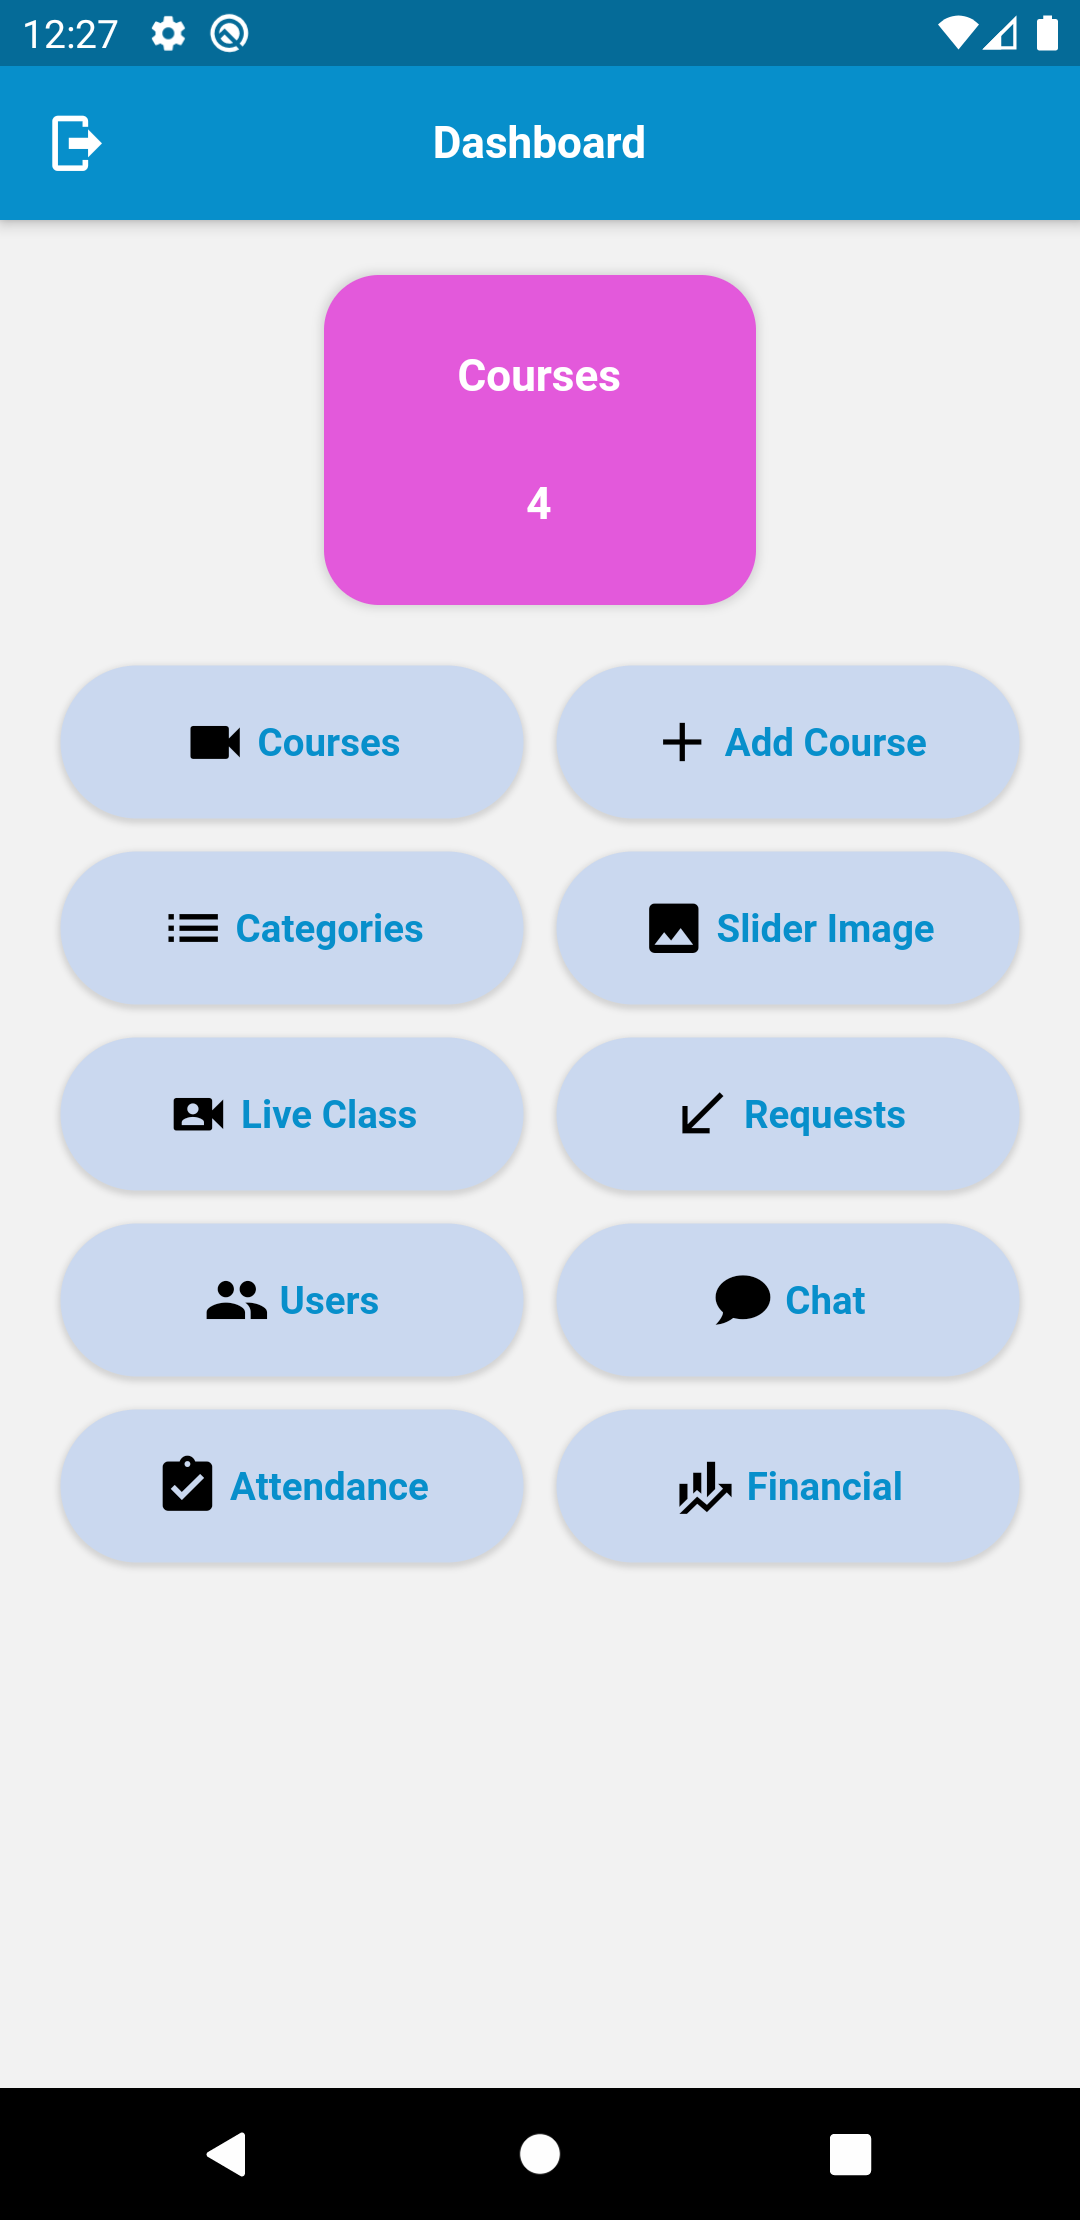 12:27
Dashboard
Courses
4
Courses
Add Course
Categories
Slider Image
Live Class
Requests
Users
Chat
Attendance
Financial